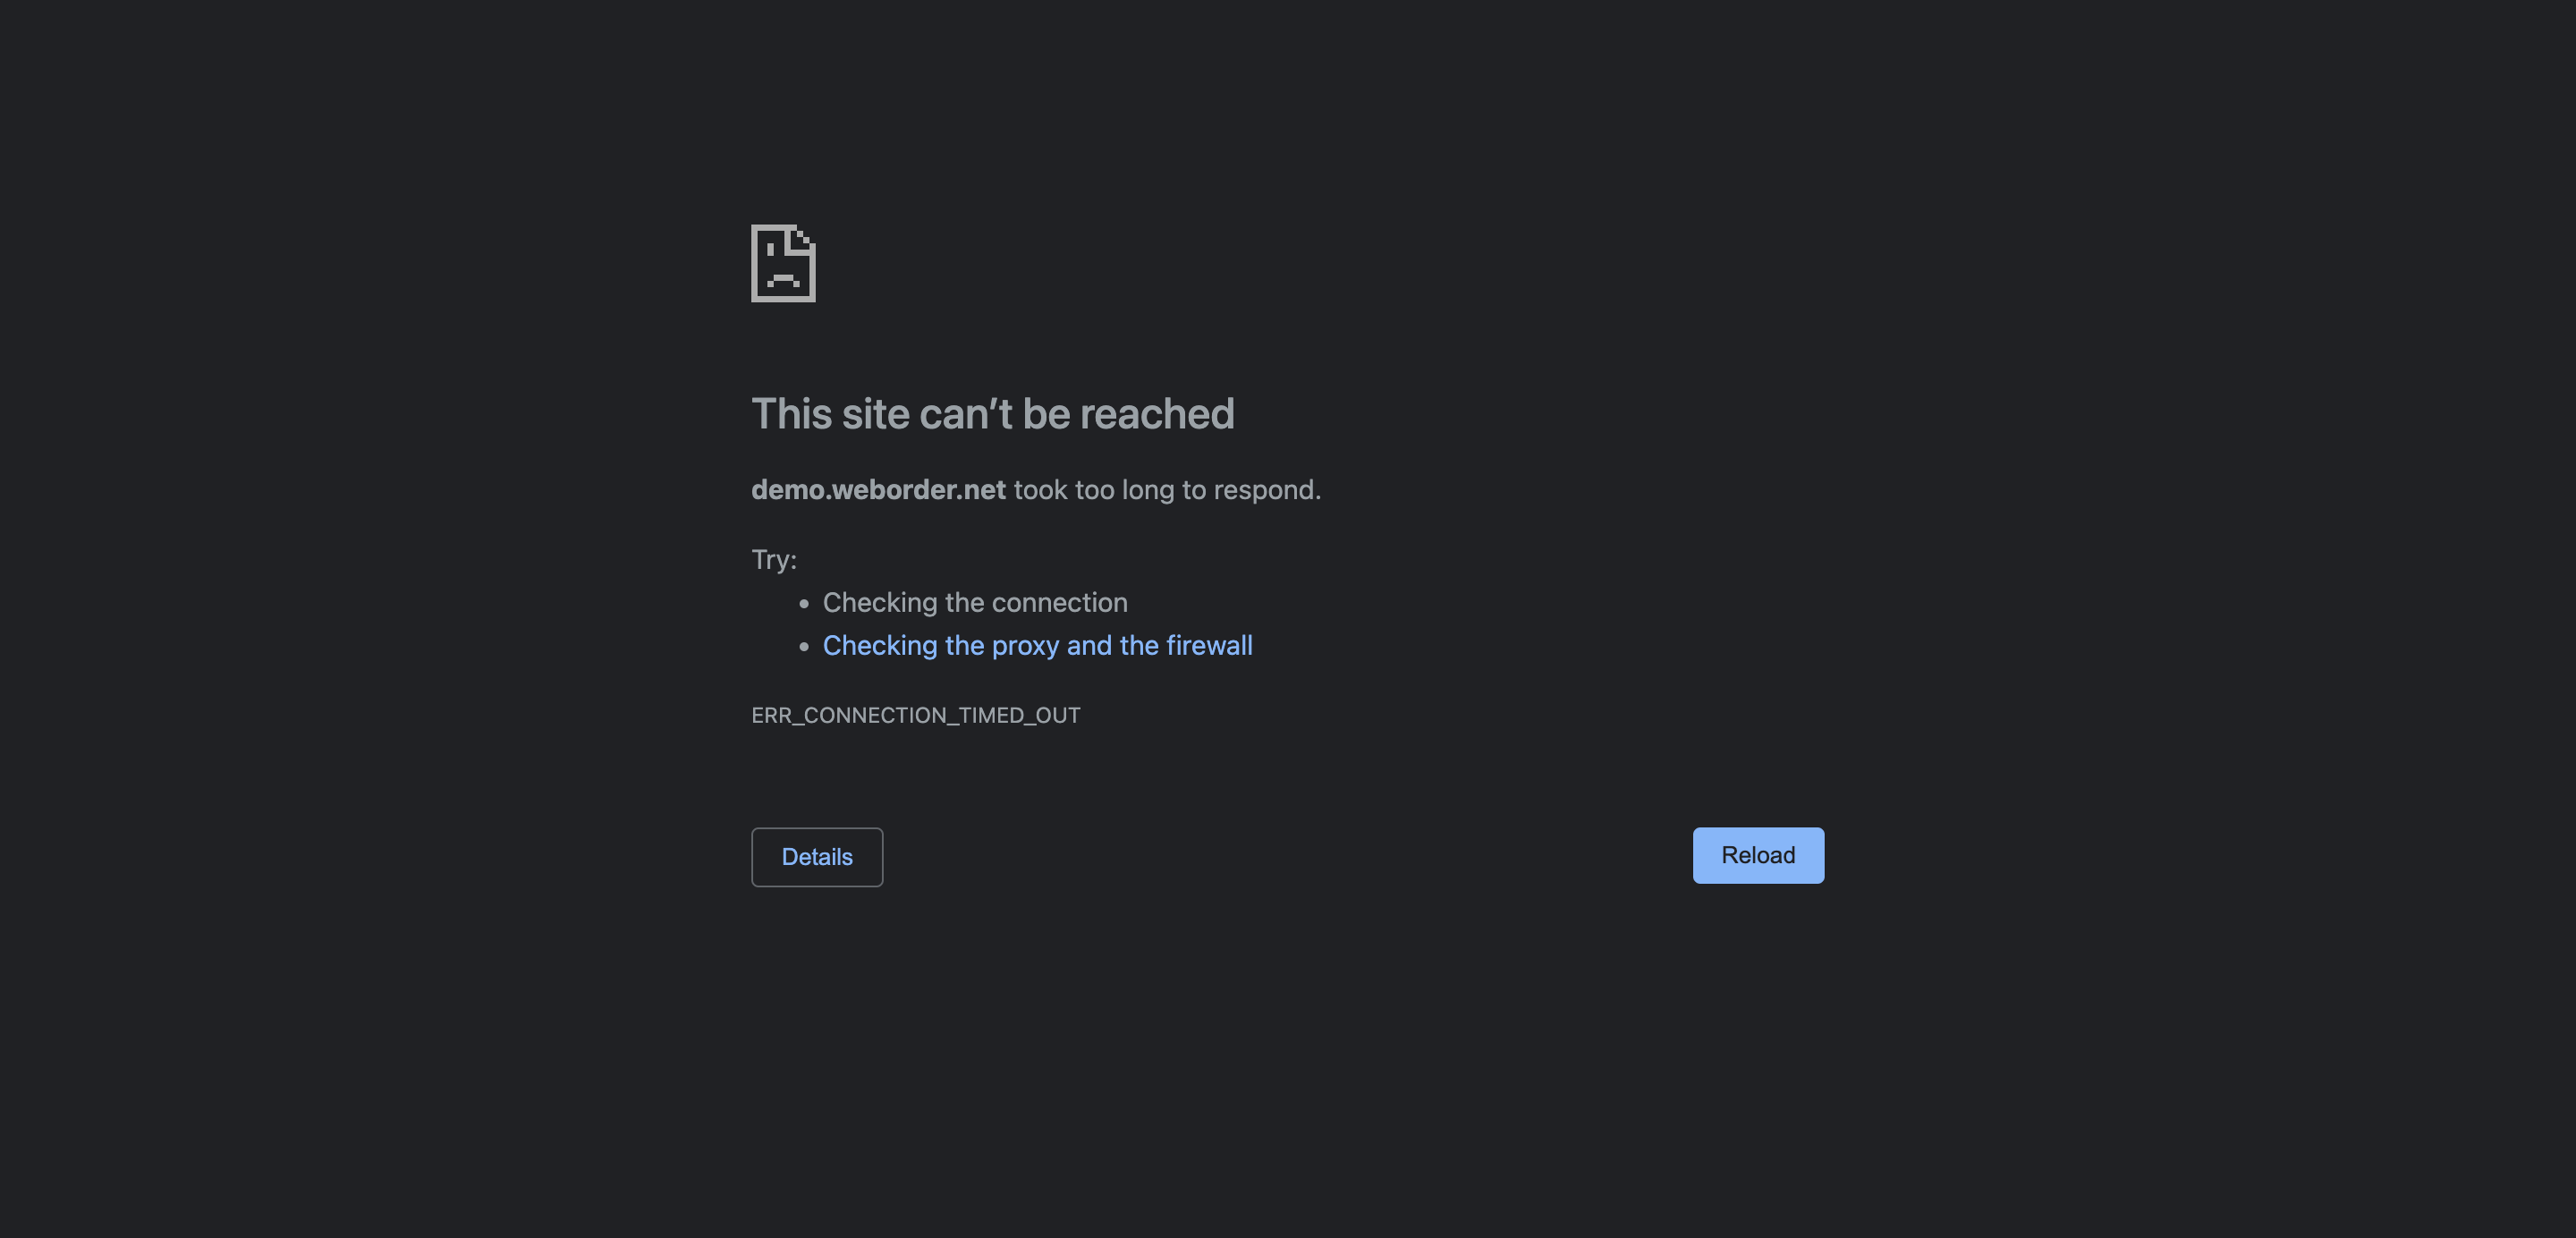 This site can’t be reached
demo.weborder.net took too long to respond.
Try:
• Checking the connection
• Checking the proxy and the firewall
ERR_CONNECTION_TIMED_OUT
Details
Reload